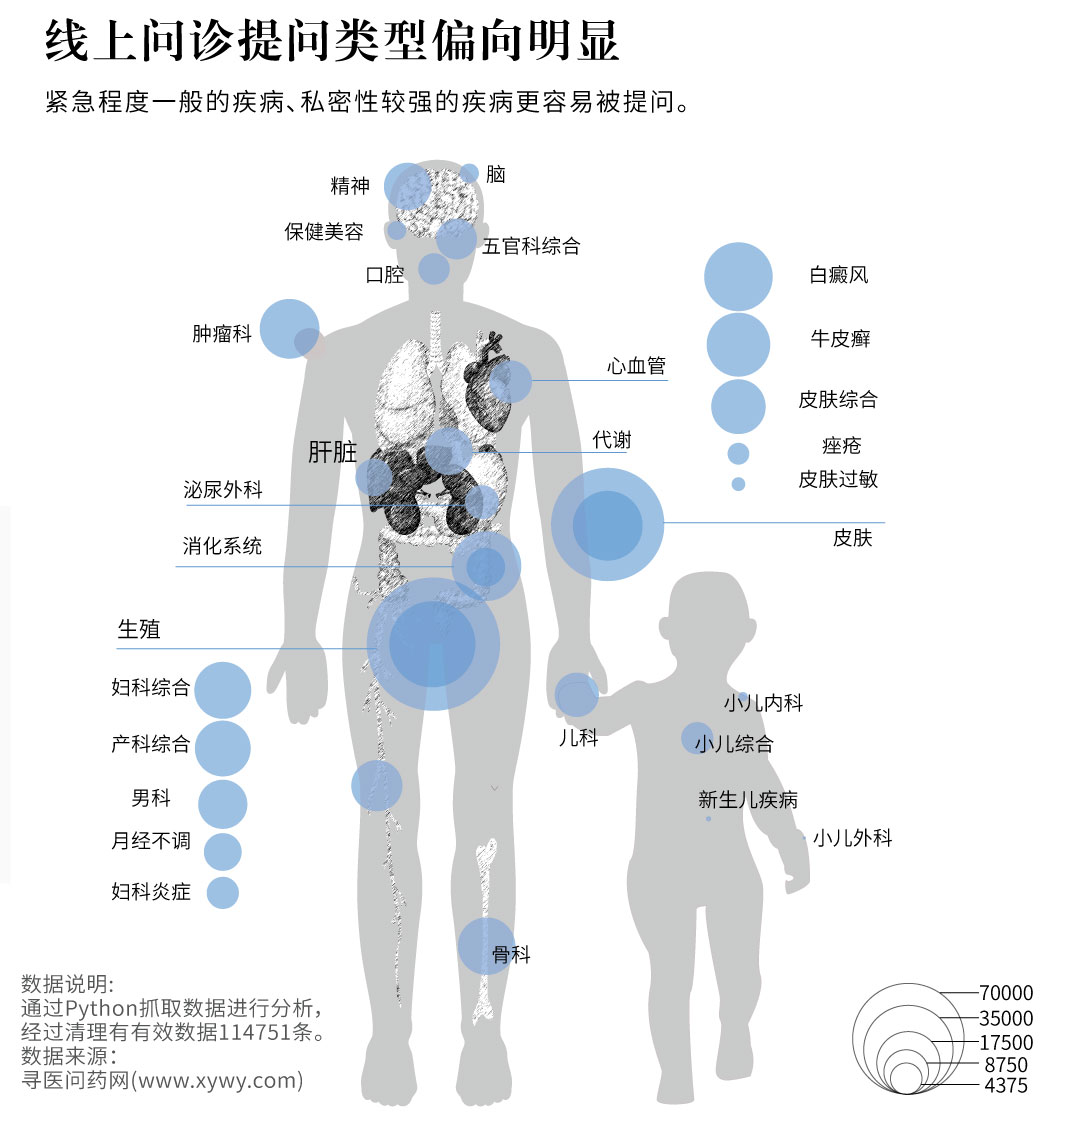 线上问诊提问类型偏向明显
紧急程度一般的疾病、私密性较强的疾病更容易被提问。
脑
精神
保健美容
五官科综合
口腔
肿瘤科
心血管
代谢
肝脏
泌尿外科
消化系统
生殖
白癜风
牛皮癣
皮肤综合
痤疮
皮肤过敏
皮肤
妇科综合
产科综合
男科
月经不调
妇科炎症
儿科
小儿内科
小儿综合
新生儿疾病
小儿外科
骨科
数据说明:
通过Python抓取数据进行分析，
经过清理有有效数据114751条。
数据来源：
寻医问药网(www.xywy.com)
70000
35000
17500
8750
4375